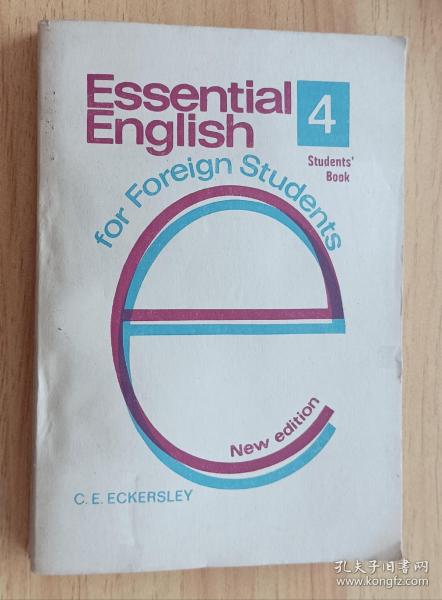 Essential
English
4
Students'
Book
for Foreign Students
New edition
C. E. ECKERSLEY
孔夫子旧书网
www.kongfz.com